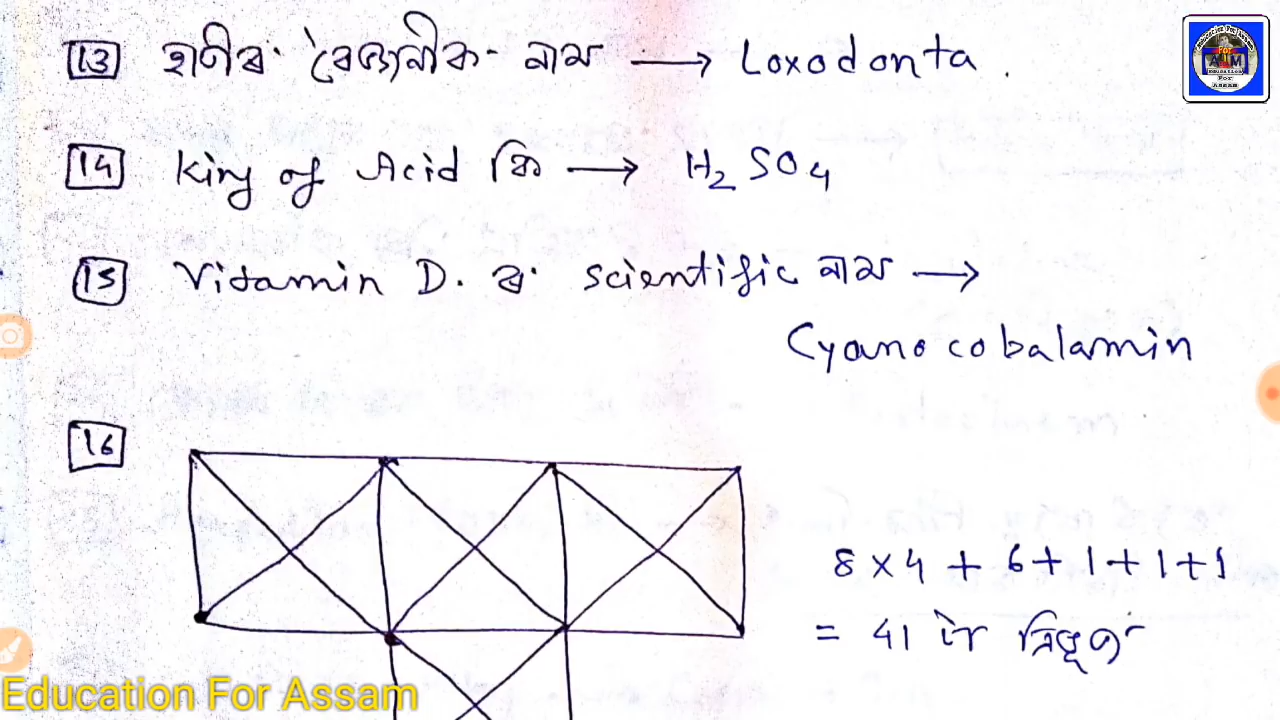 13 হাতীৰ বৈজ্ঞানীক নাম → Loxodonta.
14 King of Acid কি → H₂SO₄
15 Vitamin D. ৰ scientific নাম →
Cyanocobalamin
16
8 × 4 + 6 + 1 + 1 + 1
= 41 টা ত্ৰিভূজ
Education For Assam